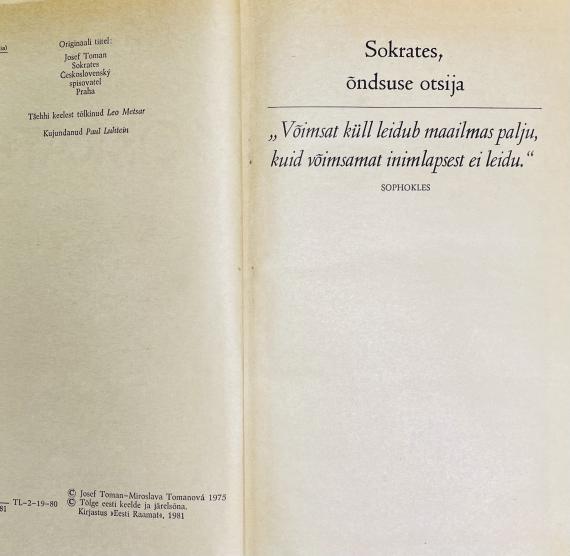 Originaali tiitel:
Josef Toman
Sokrates
Československý
spisovatel
Praha
Tšehhi keelest tõlkinud Leo Metsar
Kujundanud Paul Luhtein
TL—2—19—80
81
© Josef Toman—Miroslava Tomanová 1975
© Tõlge eesti keelde ja järelsõna.
Kirjastus »Eesti Raamat«, 1981
Sokrates,
õndsuse otsija
„Võimsat küll leidub maailmas palju,
kuid võimsamat inimlapsest ei leidu.“
SOPHOKLES